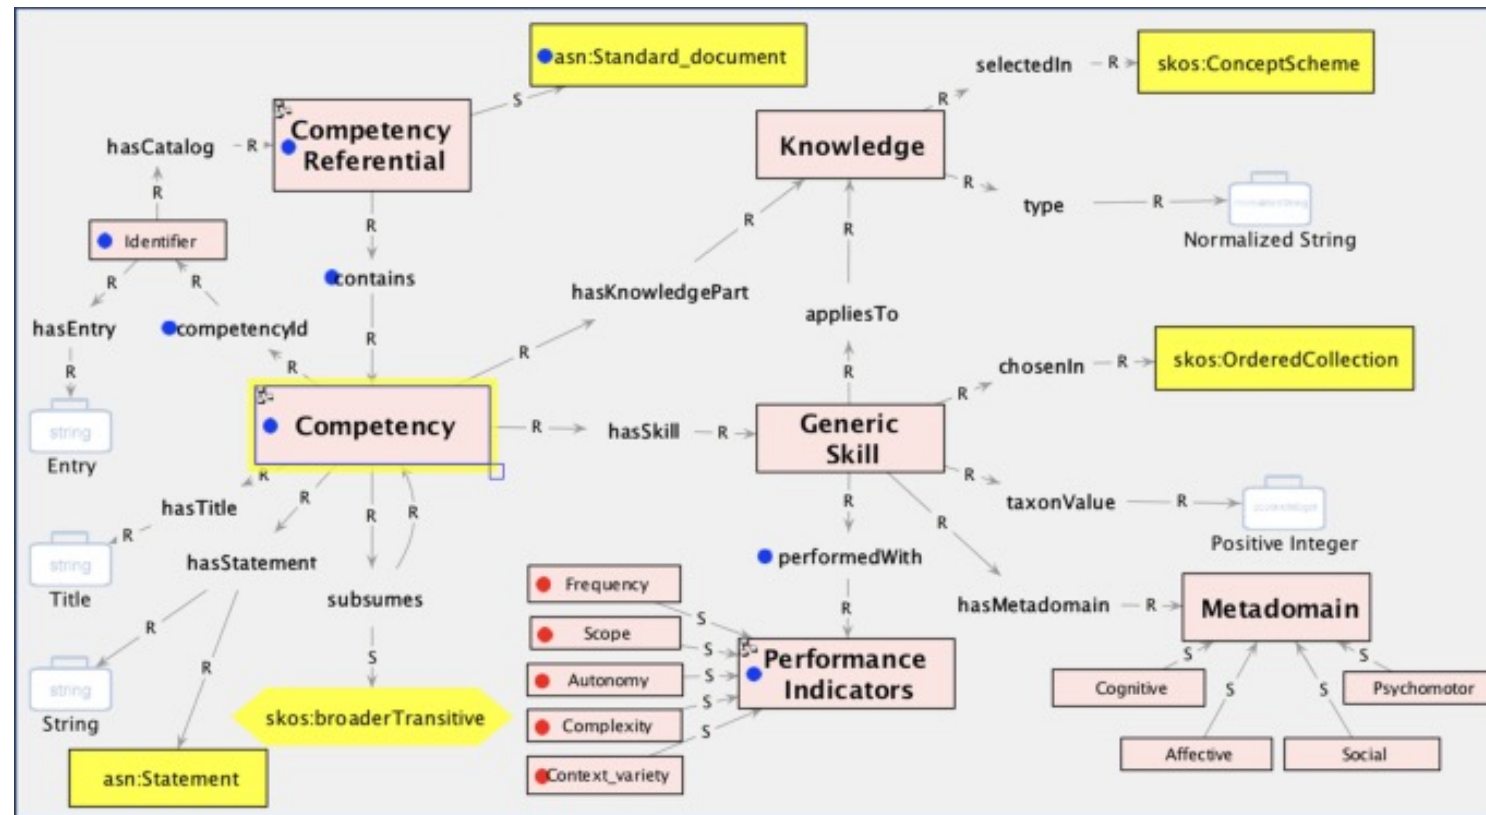 asn:Standard_document
selectedIn
R
skos:ConceptScheme
S
R
Competency
Referential
Knowledge
hasCatalog
R
R
R
type
R
Normalized String
Identifier
R
R
R
R
contains
hasKnowledgePart
R
R
appliesTo
hasEntry
competencyId
R
R
skos:OrderedCollection
chosenIn
R
R
R
R
R
string
Entry
Competency
R
hasSkill
R
Generic
Skill
R
R
hasTitle
R
R
R
R
R
R
taxonValue
R
Positive Integer
R
string
Title
hasStatement
performedWith
Frequency
subsumes
hasMetadomain
R
Metadomain
S
R
R
Scope
S
S
S
R
S
Performance
Indicators
Autonomy
S
Cognitive
S
S
Psychomotor
string
String
skos:broaderTransitive
Complexity
S
S
Context_variety
Affective
Social
asn:Statement